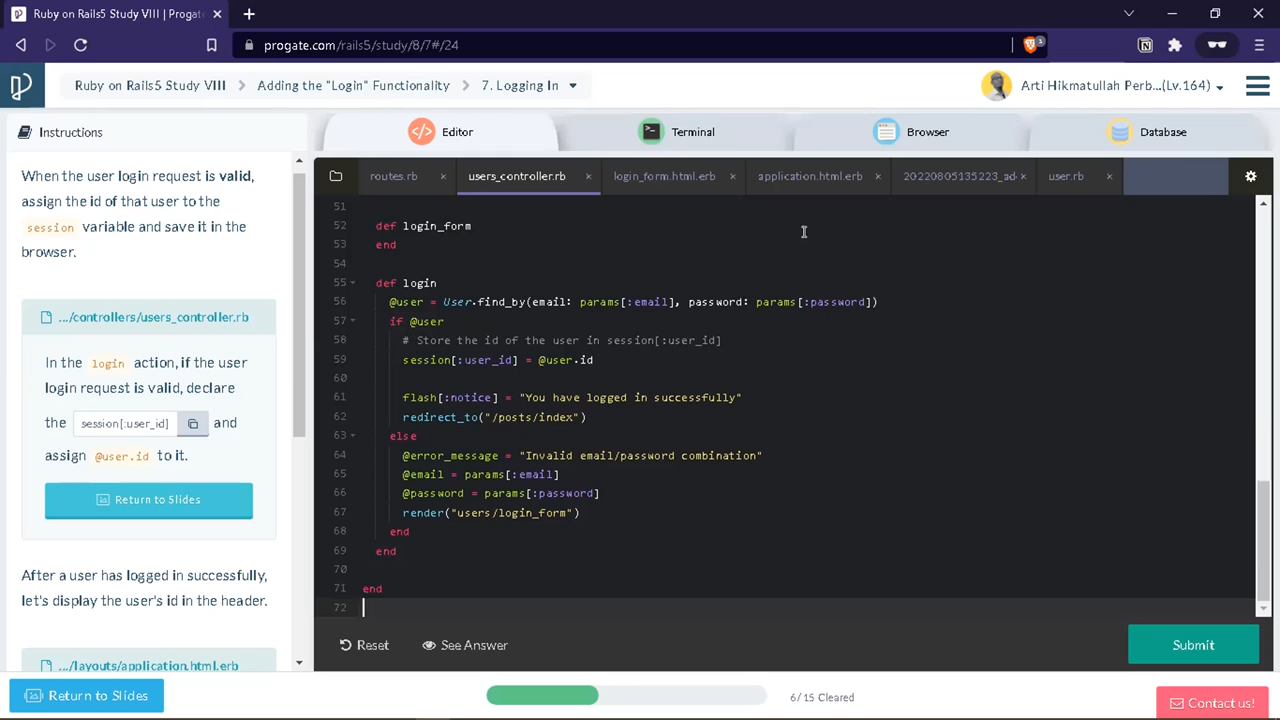 Ruby on Rails5 Study VIII | Progate
progate.com/rails5/study/8/7#/24
3
Ruby on Rails5 Study VIII
Adding the "Login" Functionality
7. Logging In
Arti Hikmatullah Perb...(Lv.164)
Instructions
Editor
Terminal
Browser
Database
When the user login request is valid,
assign the id of that user to the
session variable and save it in the
browser.
.../controllers/users_controller.rb
In the login action, if the user
login request is valid, declare
the session[:user_id] and
assign @user.id to it.
Return to Slides
After a user has logged in successfully,
let's display the user's id in the header.
.../layouts/application.html.erb
routes.rb ×
users_controller.rb ×
login_form.html.erb ×
application.html.erb ×
20220805135223_ad ×
user.rb ×
51
52 def login_form
53 end
54
55 def login
56 @user = User.find_by(email: params[:email], password: params[:password])
57 if @user
58 # Store the id of the user in session[:user_id]
59 session[:user_id] = @user.id
60
61 flash[:notice] = "You have logged in successfully"
62 redirect_to("/posts/index")
63 else
64 @error_message = "Invalid email/password combination"
65 @email = params[:email]
66 @password = params[:password]
67 render("users/login_form")
68 end
69 end
70
71 end
72
Reset
See Answer
Submit
Return to Slides
6/15 Cleared
Contact us!